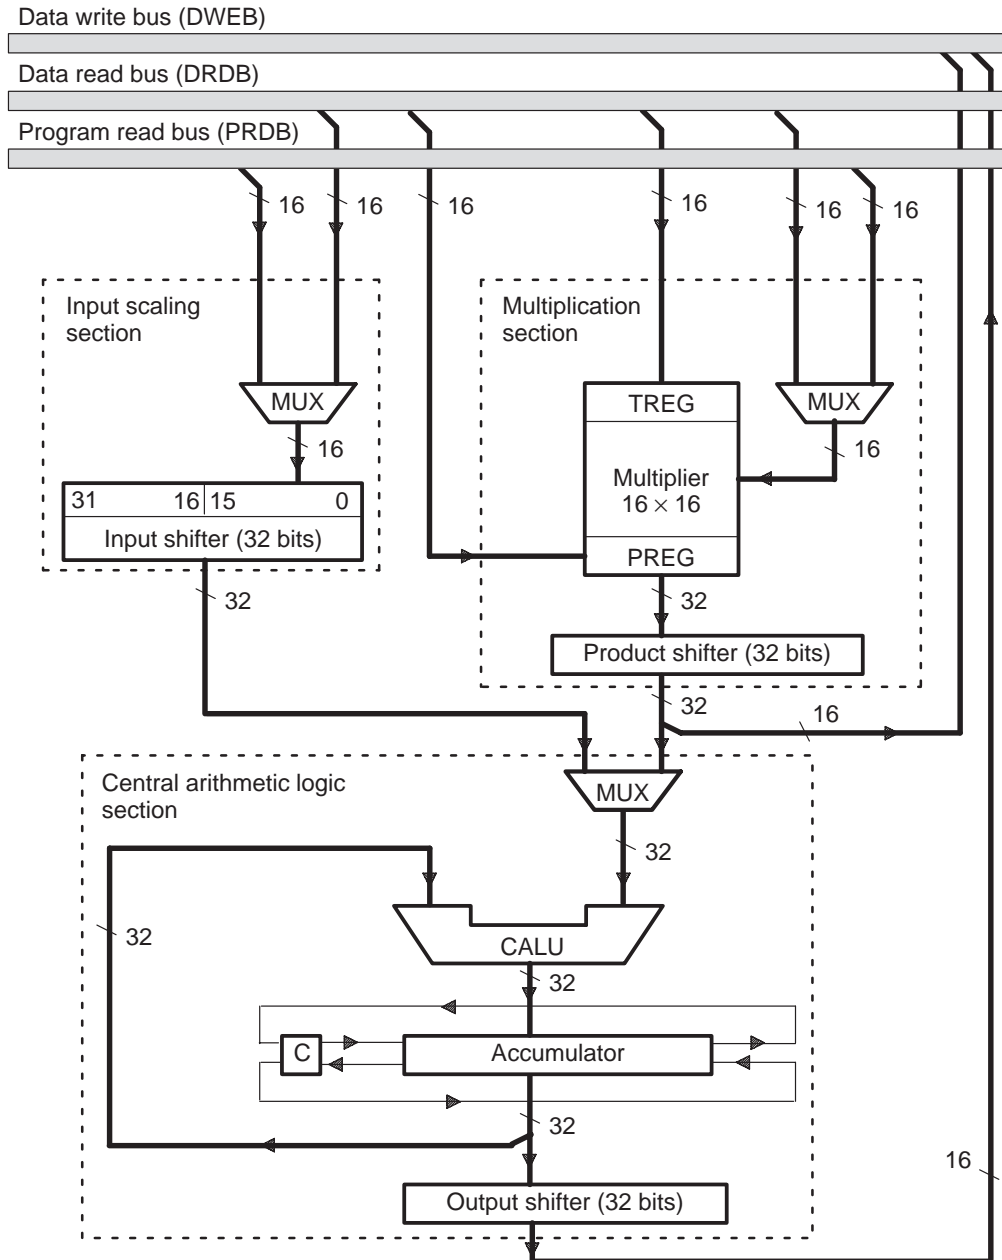 Data write bus (DWEB)
Data read bus (DRDB)
Program read bus (PRDB)
16
16
16
16
16
16
Input scaling
section
Multiplication
section
MUX
TREG
MUX
16
16
Multiplier
16 × 16
31 16 15 0
Input shifter (32 bits)
PREG
32
32
Product shifter (32 bits)
32
16
Central arithmetic logic
section
MUX
32
32
CALU
32
C
Accumulator
32
16
Output shifter (32 bits)